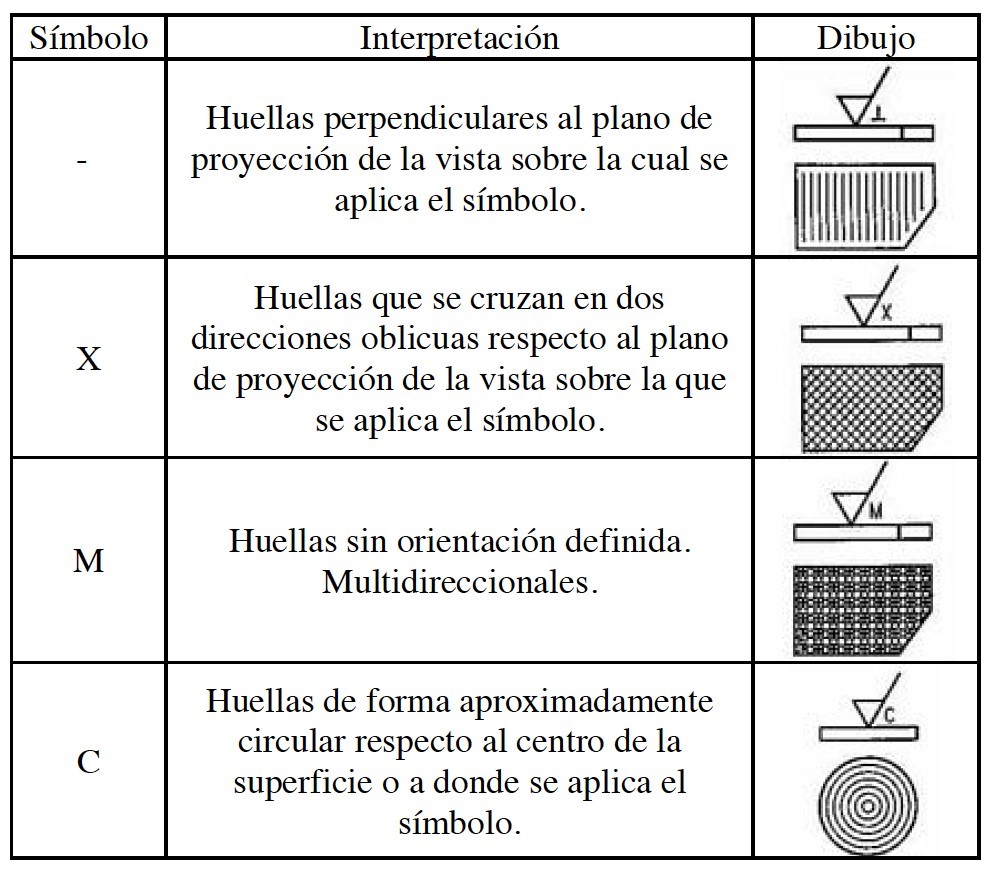 Símbolo Interpretación Dibujo
-
Huellas perpendiculares al plano de
proyección de la vista sobre la cual se
aplica el símbolo.
⊥
X
Huellas que se cruzan en dos
direcciones oblicuas respecto al plano
de proyección de la vista sobre la que
se aplica el símbolo.
X
M
Huellas sin orientación definida.
Multidireccionales.
M
C
Huellas de forma aproximadamente
circular respecto al centro de la
superficie o a donde se aplica el
símbolo.
C